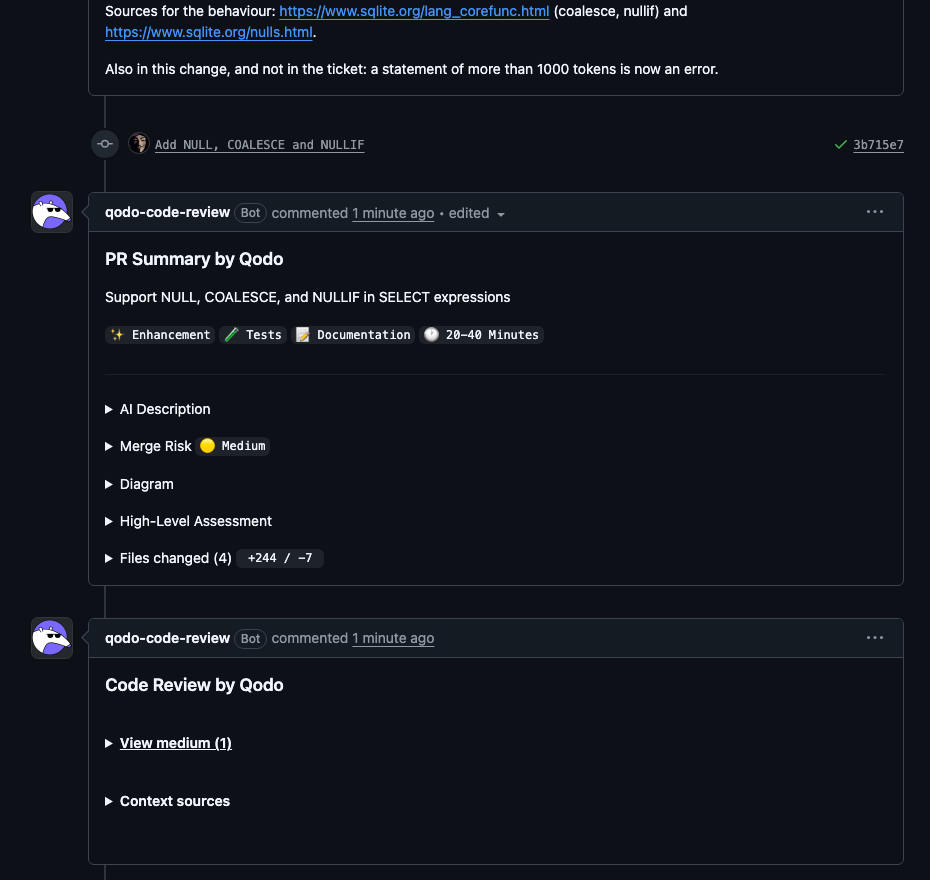 Sources for the behaviour: https://www.sqlite.org/lang_corefunc.html (coalesce, nullif) and
https://www.sqlite.org/nulls.html.
Also in this change, and not in the ticket: a statement of more than 1000 tokens is now an error.
Add NULL, COALESCE and NULLIF
3b715e7
qodo-code-review Bot commented 1 minute ago • edited
PR Summary by Qodo
Support NULL, COALESCE, and NULLIF in SELECT expressions
Enhancement Tests Documentation 20-40 Minutes
AI Description
Merge Risk Medium
Diagram
High-Level Assessment
Files changed (4) +244 / -7
qodo-code-review Bot commented 1 minute ago
Code Review by Qodo
View medium (1)
Context sources